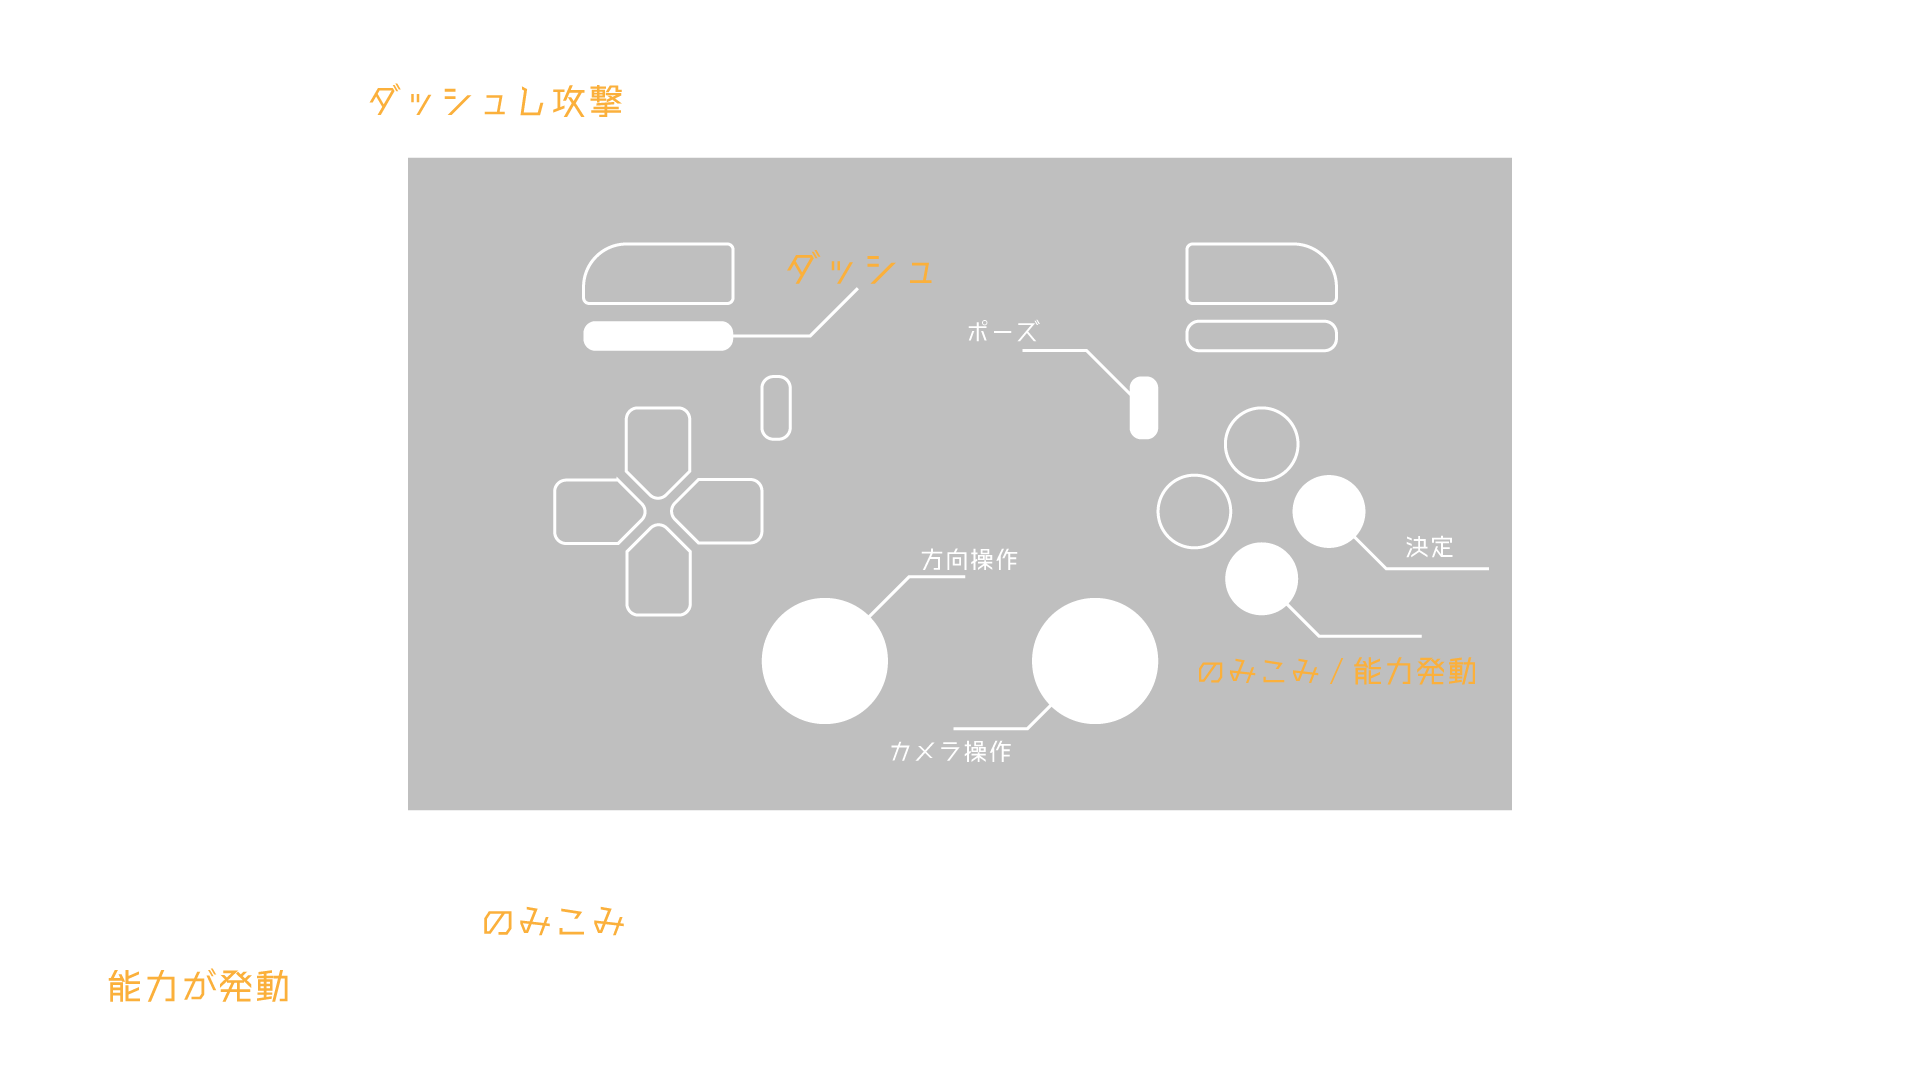 ダッシュし攻撃
ダッシュ
ポーズ
決定
方向操作
のみこみ/能力発動
カメラ操作
のみこみ
能力が発動